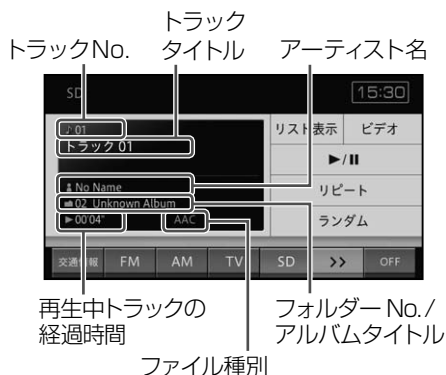 トラック
トラックNo.
タイトル
アーティスト名
SD
15:30
♪ 01
トラック 01
リスト表示
ビデオ
▶/II
No Name
リピート
02 Unknown Album
▶ 00'04"
AAC
ランダム
交通情報
FM
AM
TV
SD
>>
OFF
再生中トラックの
経過時間
フォルダー No./
アルバムタイトル
ファイル種別